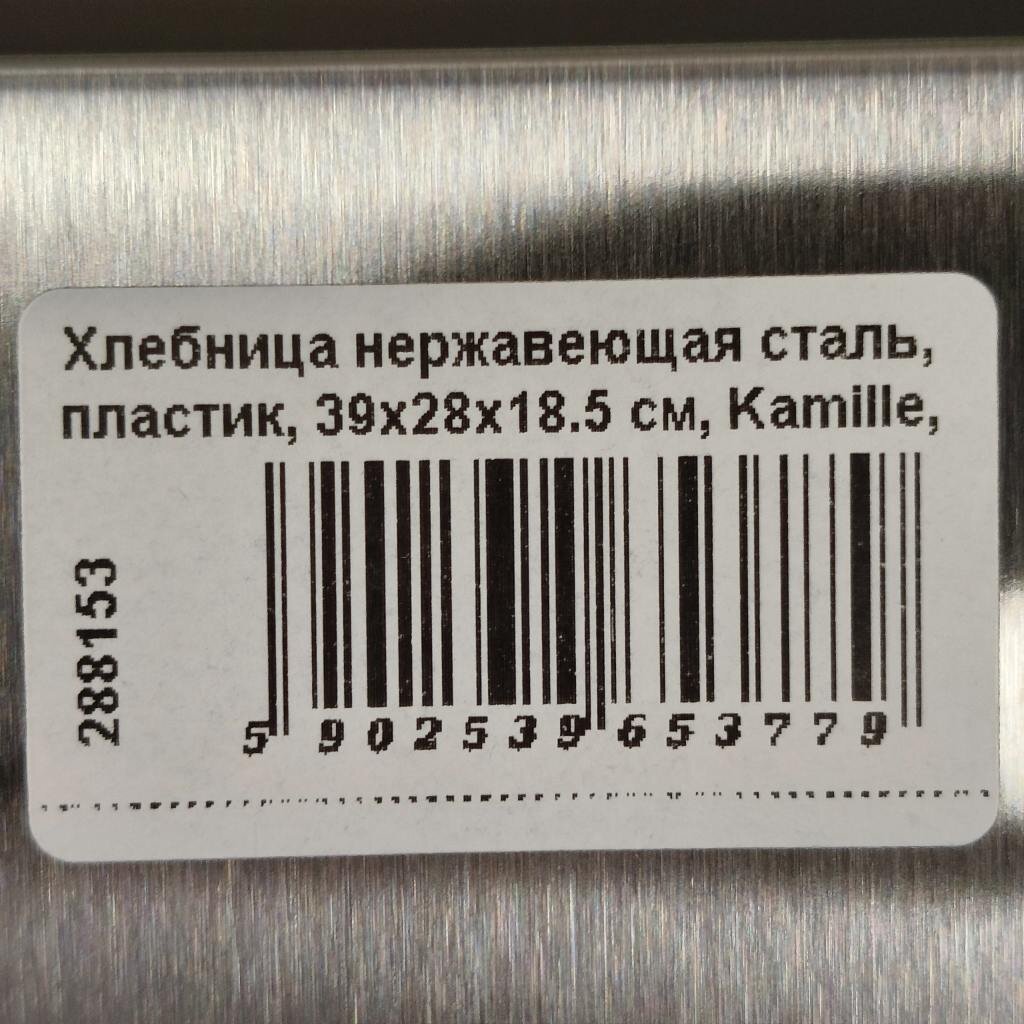 Хлебница нержавеющая сталь,
пластик, 39x28x18.5 см, Kamille,
288153
5 902539 653779